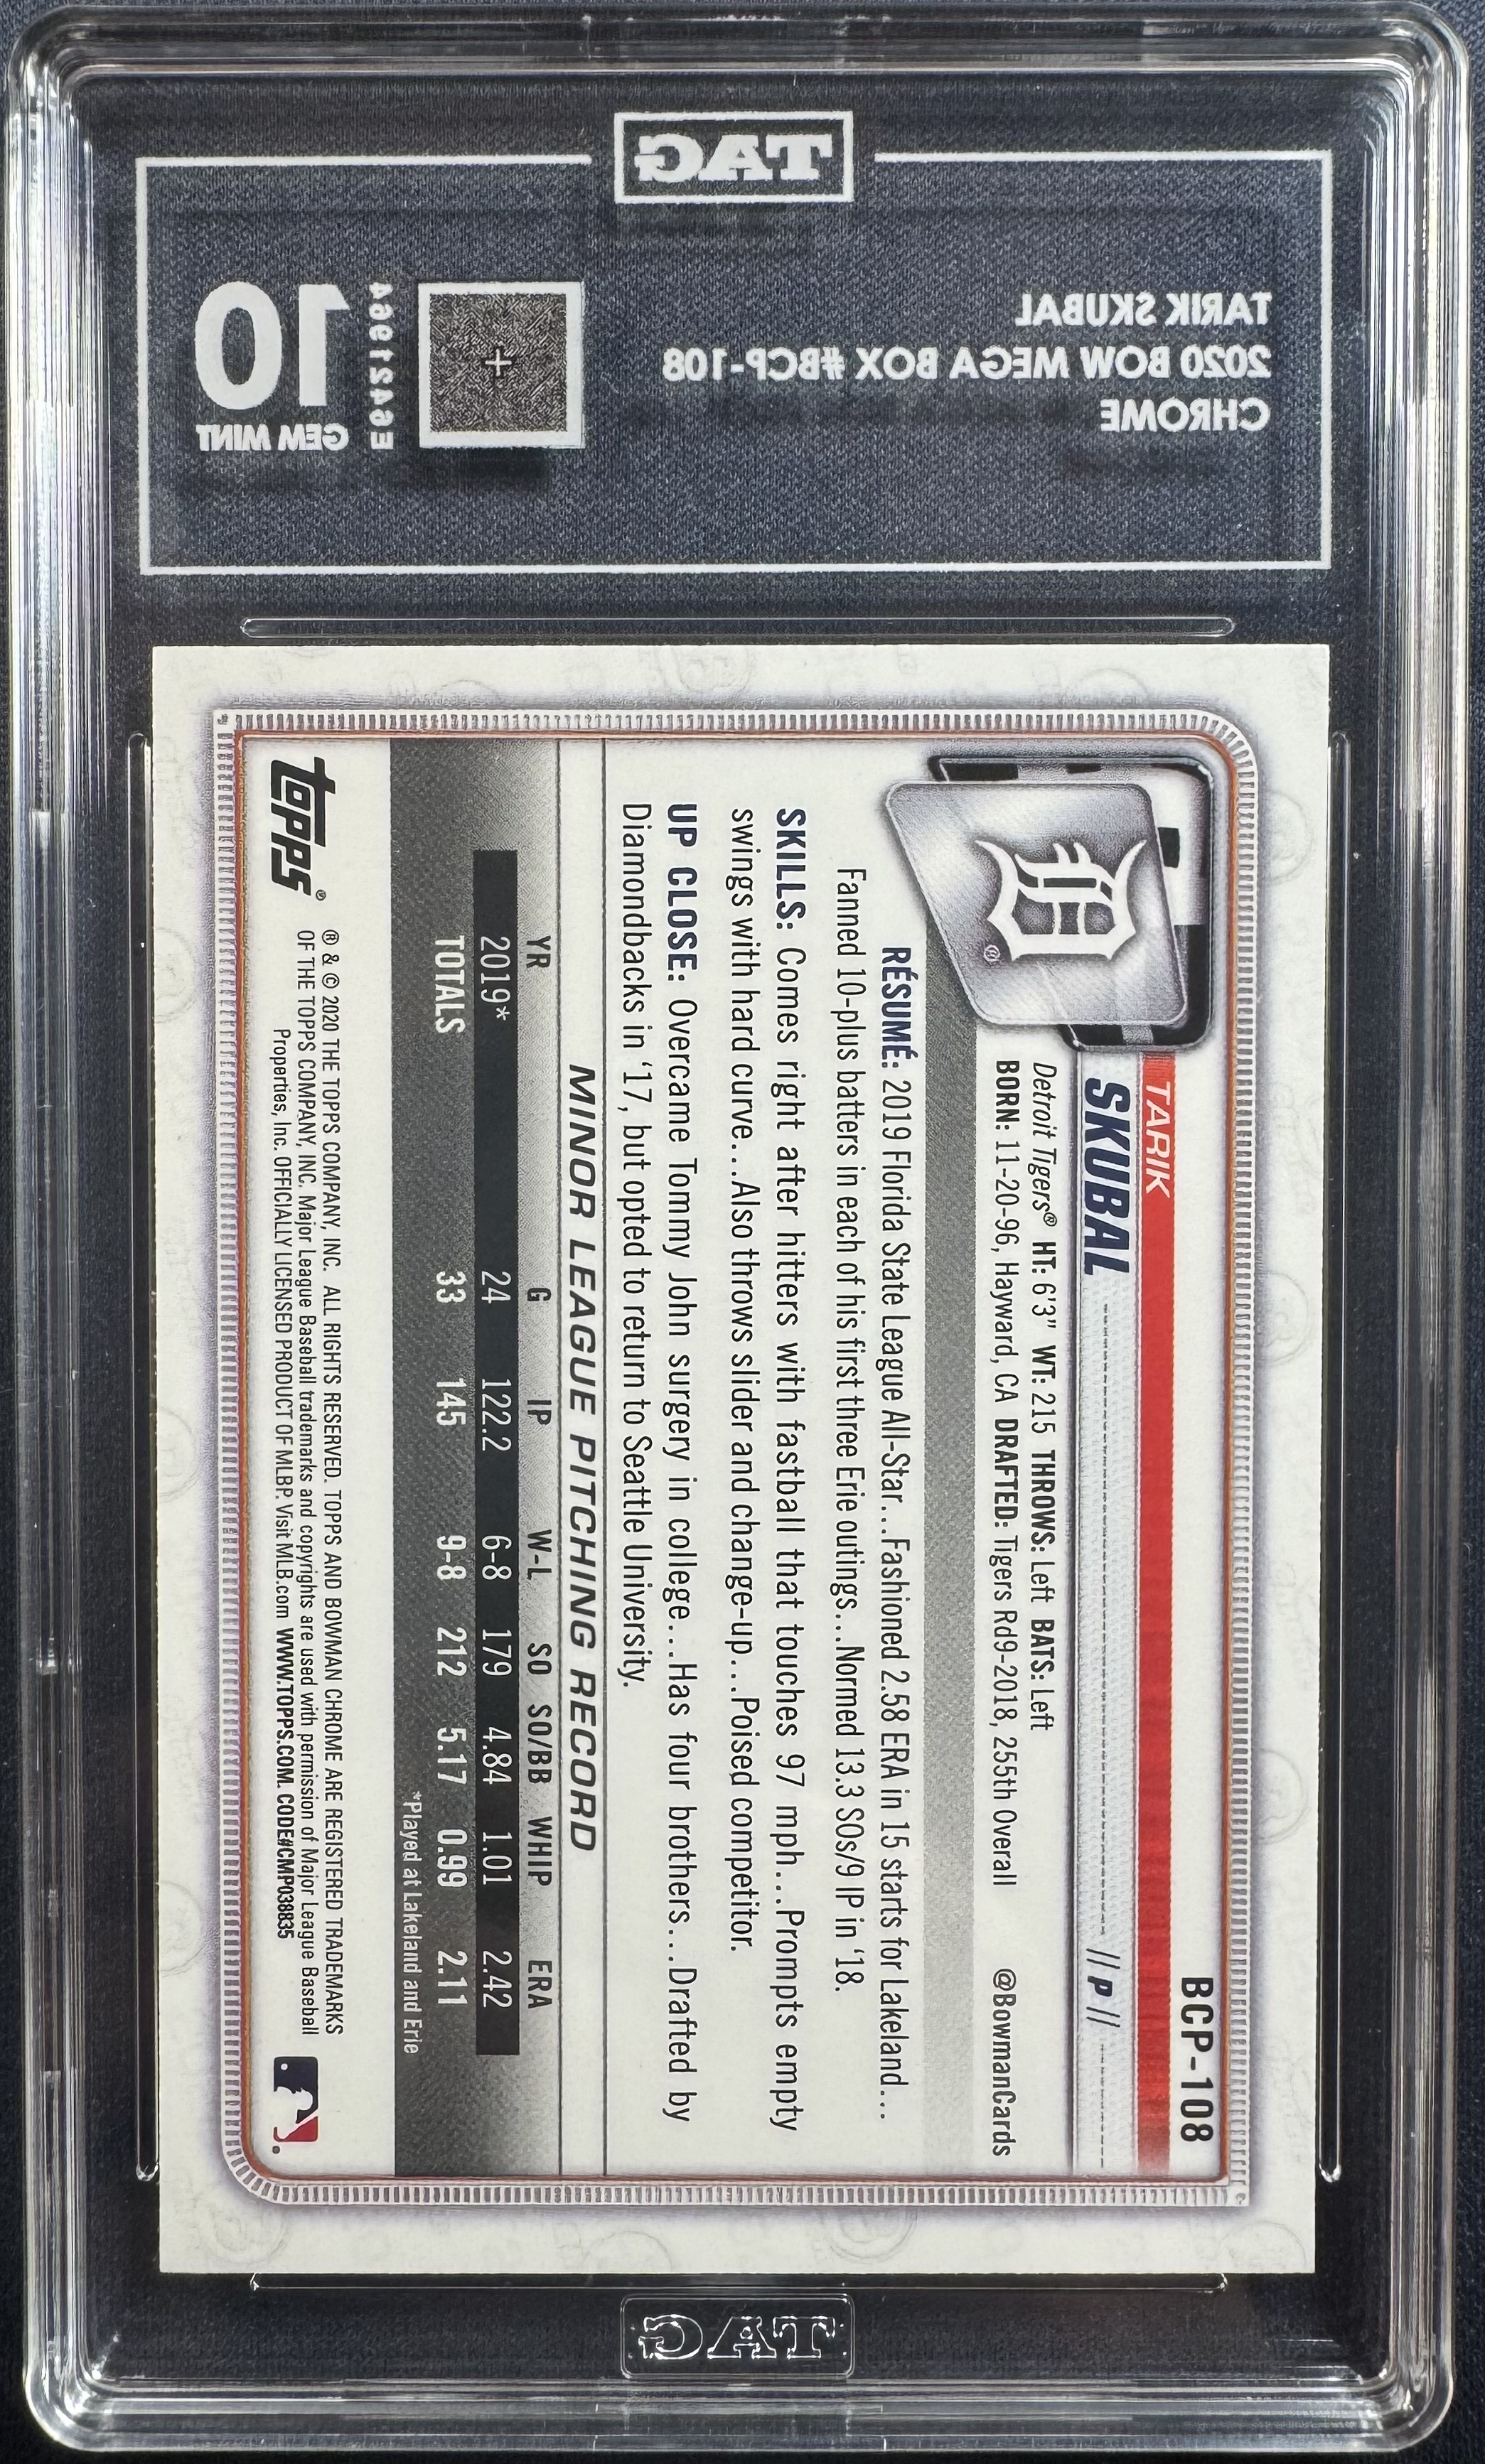 TAG
TARIK SKUBAL
2020 BOW MEGA BOX #BCP-108
CHROME
E6421964
10
GEM MINT
BCP-108
TARIK
SKUBAL
// P //
Detroit Tigers® HT: 6'3" WT: 215 THROWS: Left BATS: Left
BORN: 11-20-96, Hayward, CA DRAFTED: Tigers Rd9-2018, 255th Overall
@BowmanCards
RÉSUMÉ: 2019 Florida State League All-Star...Fashioned 2.58 ERA in 15 starts for Lakeland...
Fanned 10-plus batters in each of his first three Erie outings...Normed 13.3 SOs/9 IP in '18.
SKILLS: Comes right after hitters with fastball that touches 97 mph...Prompts empty
swings with hard curve...Also throws slider and change-up...Poised competitor.
UP CLOSE: Overcame Tommy John surgery in college...Has four brothers...Drafted by
Diamondbacks in '17, but opted to return to Seattle University.
MINOR LEAGUE PITCHING RECORD
YR G IP W-L SO SO/BB WHIP ERA
2019* 24 122.2 6-8 179 4.84 1.01 2.42
TOTALS 33 145 9-8 212 5.17 0.99 2.11
*Played at Lakeland and Erie
topps®
® & © 2020 THE TOPPS COMPANY, INC. ALL RIGHTS RESERVED. TOPPS AND BOWMAN CHROME ARE REGISTERED TRADEMARKS
OF THE TOPPS COMPANY, INC. Major League Baseball trademarks and copyrights are used with permission of Major League Baseball
Properties, Inc. OFFICIALLY LICENSED PRODUCT OF MLBP. Visit MLB.com WWW.TOPPS.COM. CODE#CMP038835
TAG